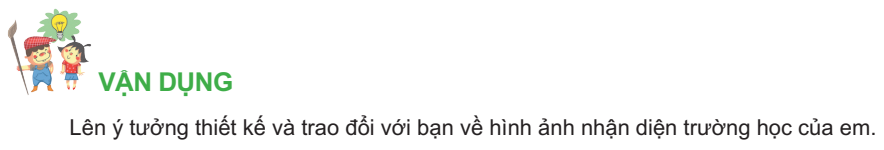 VẬN DỤNG
Lên ý tưởng thiết kế và trao đổi với bạn về hình ảnh nhận diện trường học của em.